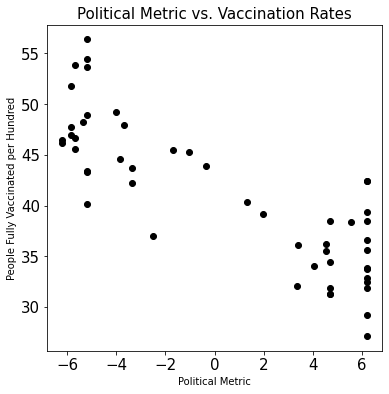 Political Metric vs. Vaccination Rates
People Fully Vaccinated per Hundred
55
50
45
40
35
30
−6 −4 −2 0 2 4 6
Political Metric